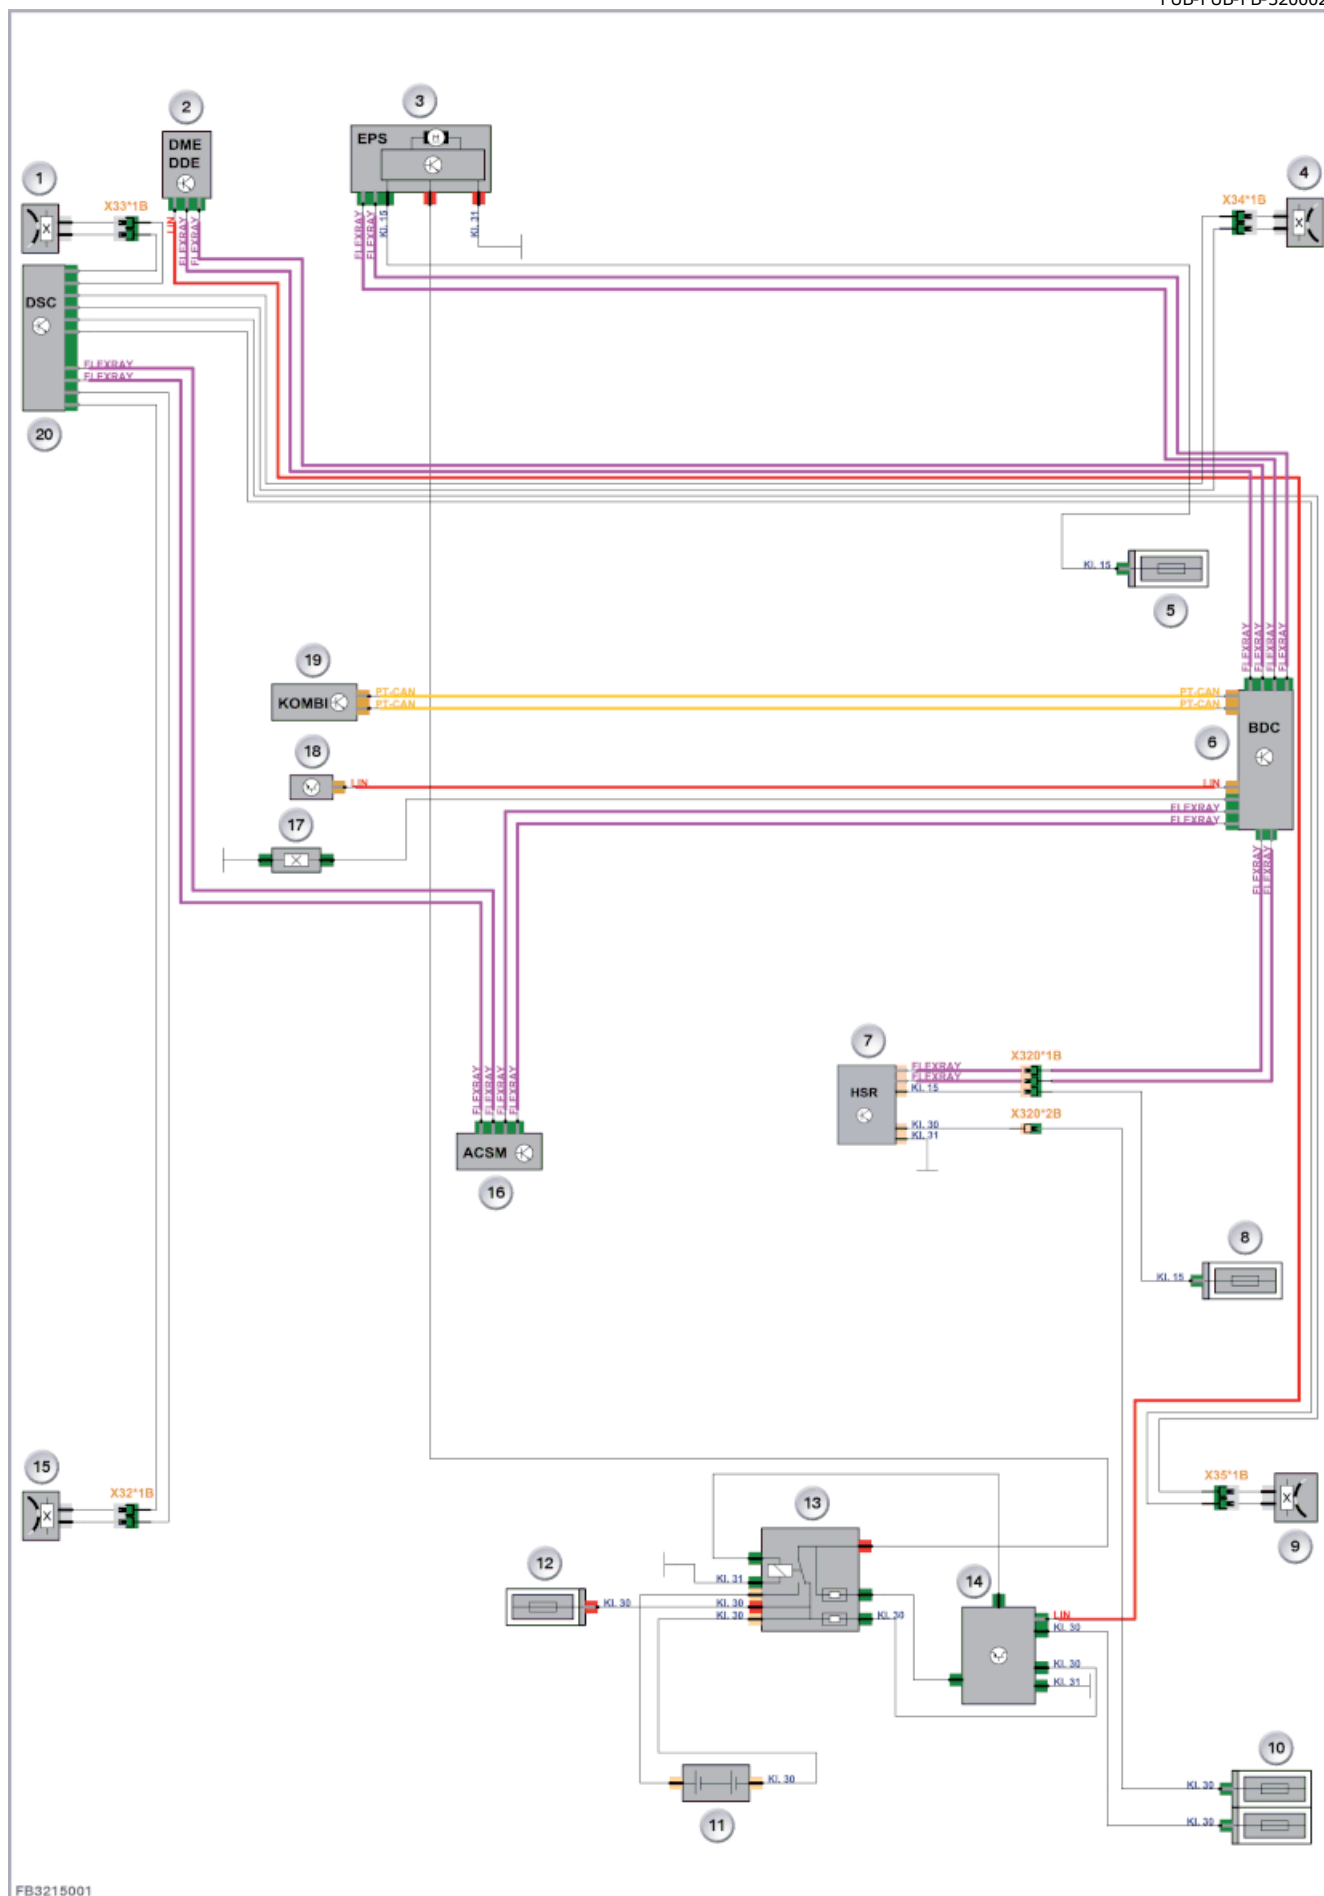 3
2
DME
DDE
EPS
M
1
4
X33*1B
X34*1B
LIN
FLEXRAY
FLEXRAY
FLEXRAY
FLEXRAY
Kl. 15
Kl. 31
DSC
FLEXRAY
FLEXRAY
20
Kl. 15
5
FLEXRAY
FLEXRAY
FLEXRAY
FLEXRAY
19
KOMBI
PT-CAN
PT-CAN
PT-CAN
PT-CAN
BDC
6
18
LIN
LIN
FLEXRAY
FLEXRAY
17
FLEXRAY
FLEXRAY
7
X320*1B
FLEXRAY
FLEXRAY
Kl. 15
HSR
X320*2B
Kl. 30
Kl. 31
FLEXRAY
FLEXRAY
FLEXRAY
FLEXRAY
ACSM
16
8
Kl. 15
15
X32*1B
X35*1B
13
9
12
14
Kl. 31
Kl. 30
Kl. 30
Kl. 30
Kl. 30
LIN
Kl. 30
Kl. 30
Kl. 31
10
Kl. 30
Kl. 30
Kl. 30
11
FB3215001